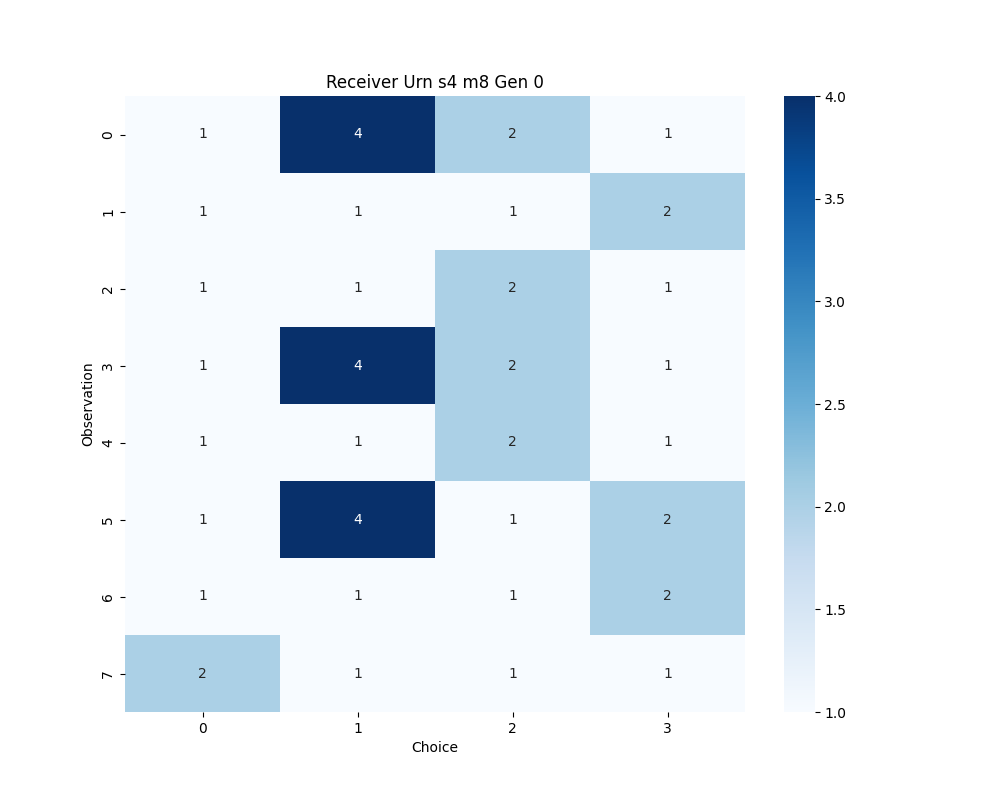 Receiver Urn s4 m8 Gen 0
0 1 4 2 1
1 1 1 1 2
2 1 1 2 1
3 1 4 2 1
4 1 1 2 1
5 1 4 1 2
6 1 1 1 2
7 2 1 1 1
0 1 2 3
Choice
Observation
4.0
3.5
3.0
2.5
2.0
1.5
1.0